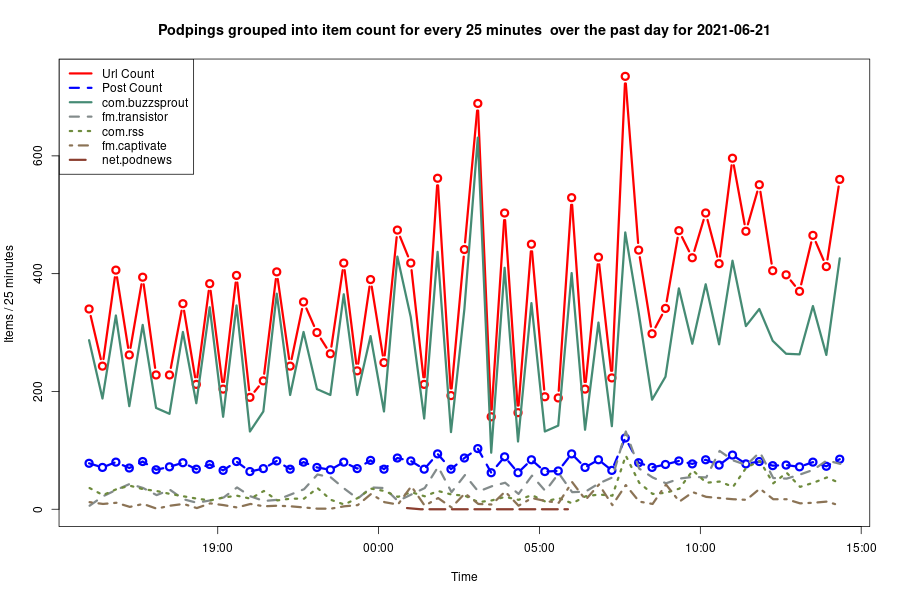 Podpings grouped into item count for every 25 minutes  over the past day for 2021-06-21
Url Count
Post Count
com.buzzsprout
fm.transistor
com.rss
fm.captivate
net.podnews
Items / 25 minutes
600
400
200
0
19:00 00:00 05:00 10:00 15:00
Time